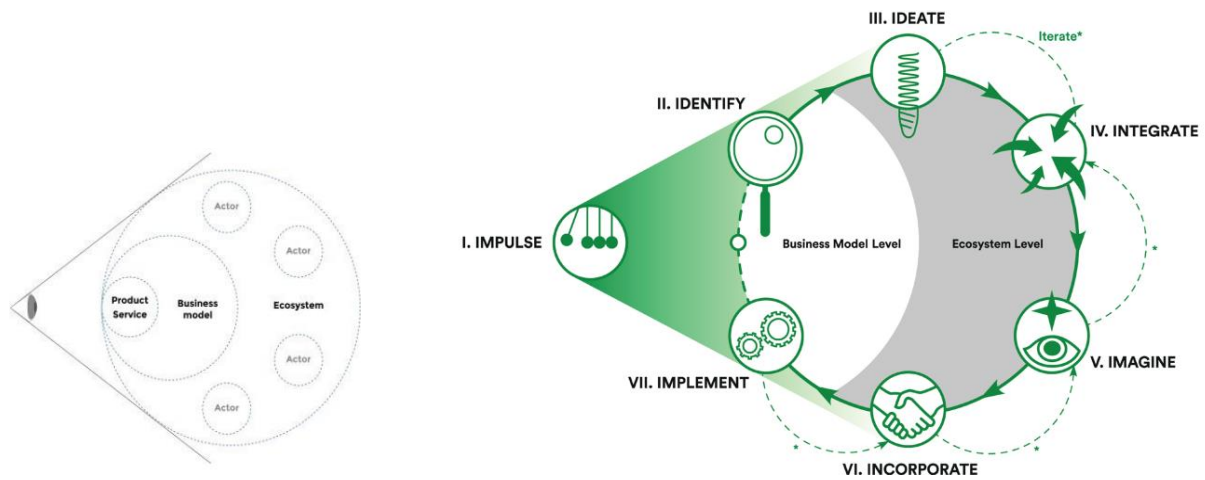 Actor
Actor
Product
Service
Business
model
Ecosystem
Actor
Actor
III. IDEATE
Iterate*
II. IDENTIFY
IV. INTEGRATE
I. IMPULSE
Business Model Level
Ecosystem Level
*
VII. IMPLEMENT
V. IMAGINE
*
*
VI. INCORPORATE